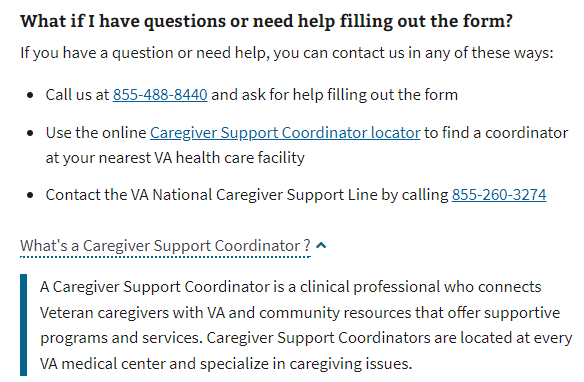 What if I have questions or need help filling out the form?
If you have a question or need help, you can contact us in any of these ways:
• Call us at 855-488-8440 and ask for help filling out the form
• Use the online Caregiver Support Coordinator locator to find a coordinator
at your nearest VA health care facility
• Contact the VA National Caregiver Support Line by calling 855-260-3274
What's a Caregiver Support Coordinator ?
A Caregiver Support Coordinator is a clinical professional who connects
Veteran caregivers with VA and community resources that offer supportive
programs and services. Caregiver Support Coordinators are located at every
VA medical center and specialize in caregiving issues.